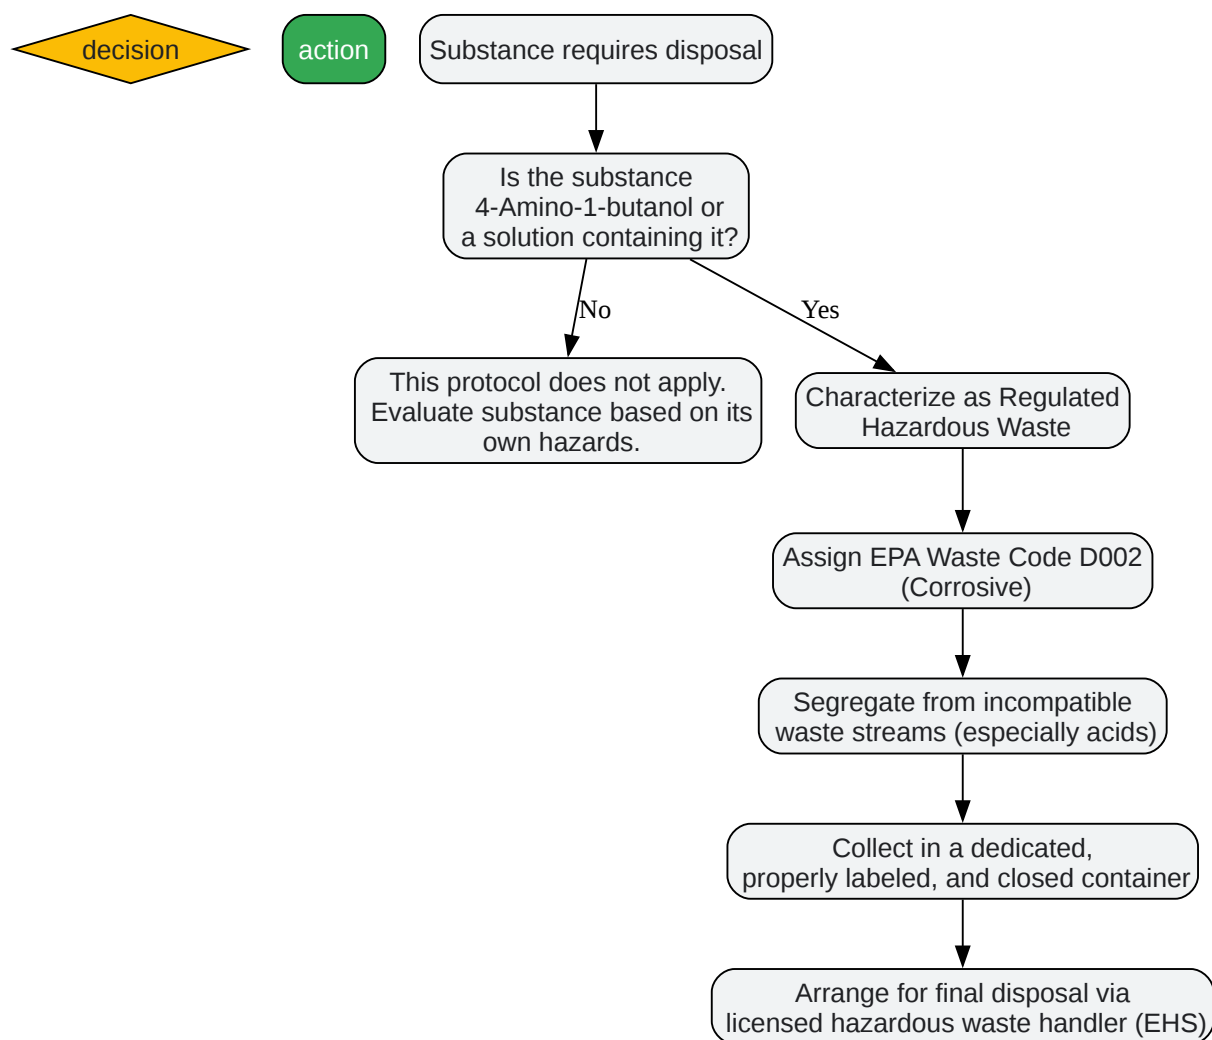 decision
action
Substance requires disposal
Is the substance
4-Amino-1-butanol or
a solution containing it?
No
Yes
This protocol does not apply.
Evaluate substance based on its
own hazards.
Characterize as Regulated
Hazardous Waste
Assign EPA Waste Code D002
(Corrosive)
Segregate from incompatible
waste streams (especially acids)
Collect in a dedicated,
properly labeled, and closed container
Arrange for final disposal via
licensed hazardous waste handler (EHS)